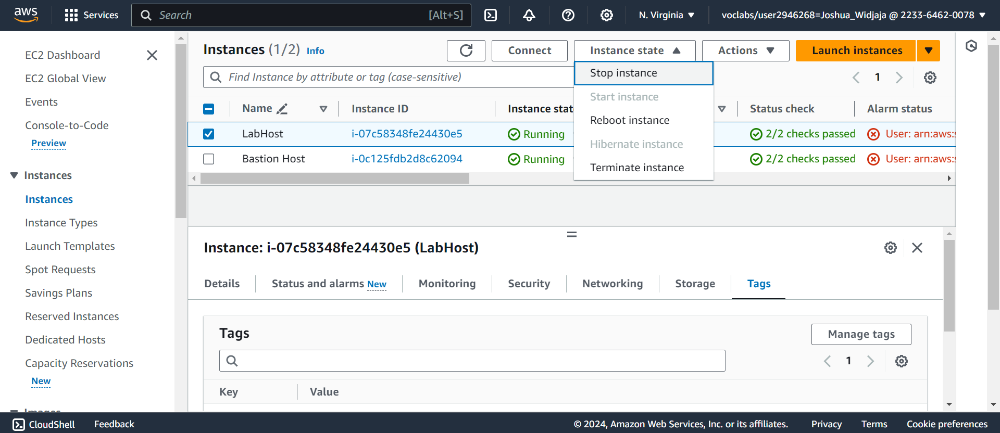 aws Services Search [Alt+S] N. Virginia voclabs/user2946268=Joshua_Widjaja @ 2233-6462-0078
EC2 Dashboard
EC2 Global View
Events
Console-to-Code
Preview
Instances
Instances
Instance Types
Launch Templates
Spot Requests
Savings Plans
Reserved Instances
Dedicated Hosts
Capacity Reservations
New
Images
Instances (1/2) Info Connect Instance state Actions Launch instances
Find Instance by attribute or tag (case-sensitive) 1
Stop instance
Start instance
Reboot instance
Hibernate instance
Terminate instance
Name Instance ID Instance stat Status check Alarm status
LabHost i-07c58348fe24430e5 Running 2/2 checks passed User: arn:aws:s
Bastion Host i-0c125fdb2d8c62094 Running 2/2 checks passed User: arn:aws:s
Instance: i-07c58348fe24430e5 (LabHost)
Details Status and alarms New Monitoring Security Networking Storage Tags
Tags Manage tags
1
Key Value
CloudShell Feedback © 2024, Amazon Web Services, Inc. or its affiliates. Privacy Terms Cookie preferences